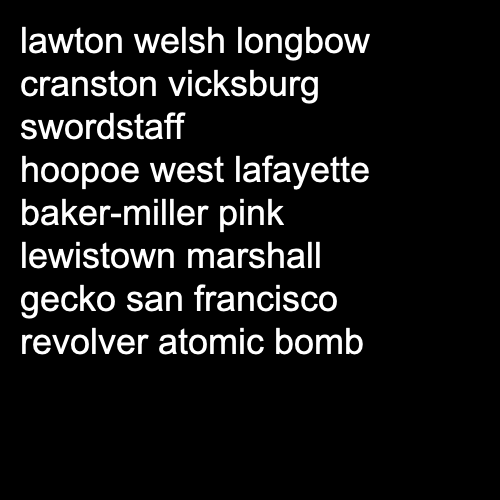 lawton welsh longbow
cranston vicksburg
swordstaff
hoopoe west lafayette
baker-miller pink
lewistown marshall
gecko san francisco
revolver atomic bomb